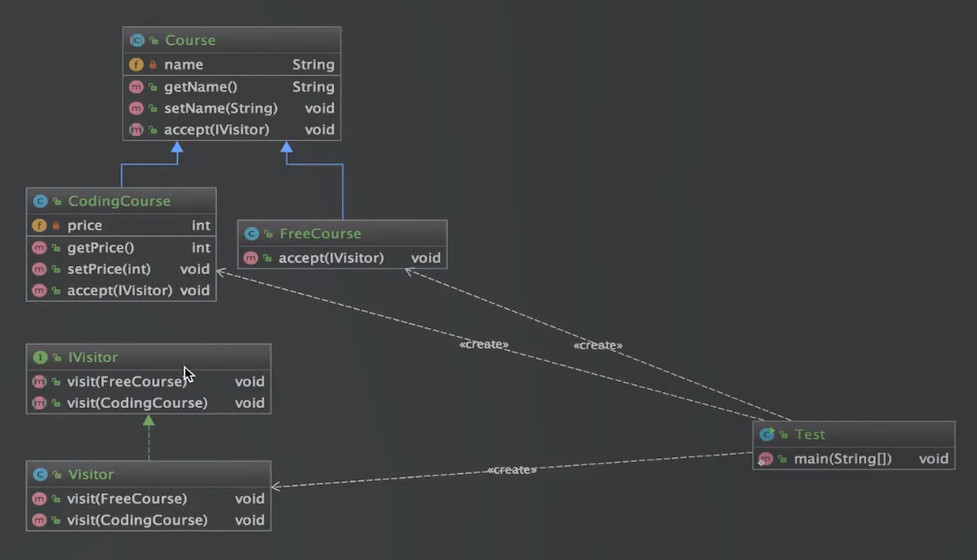 Course
name String
getName() String
setName(String) void
accept(IVisitor) void
CodingCourse
price int
getPrice() int
setPrice(int) void
accept(IVisitor) void
FreeCourse
accept(IVisitor) void
«create»
«create»
IVisitor
visit(FreeCourse) void
visit(CodingCourse) void
Test
main(String[]) void
«create»
Visitor
visit(FreeCourse) void
visit(CodingCourse) void